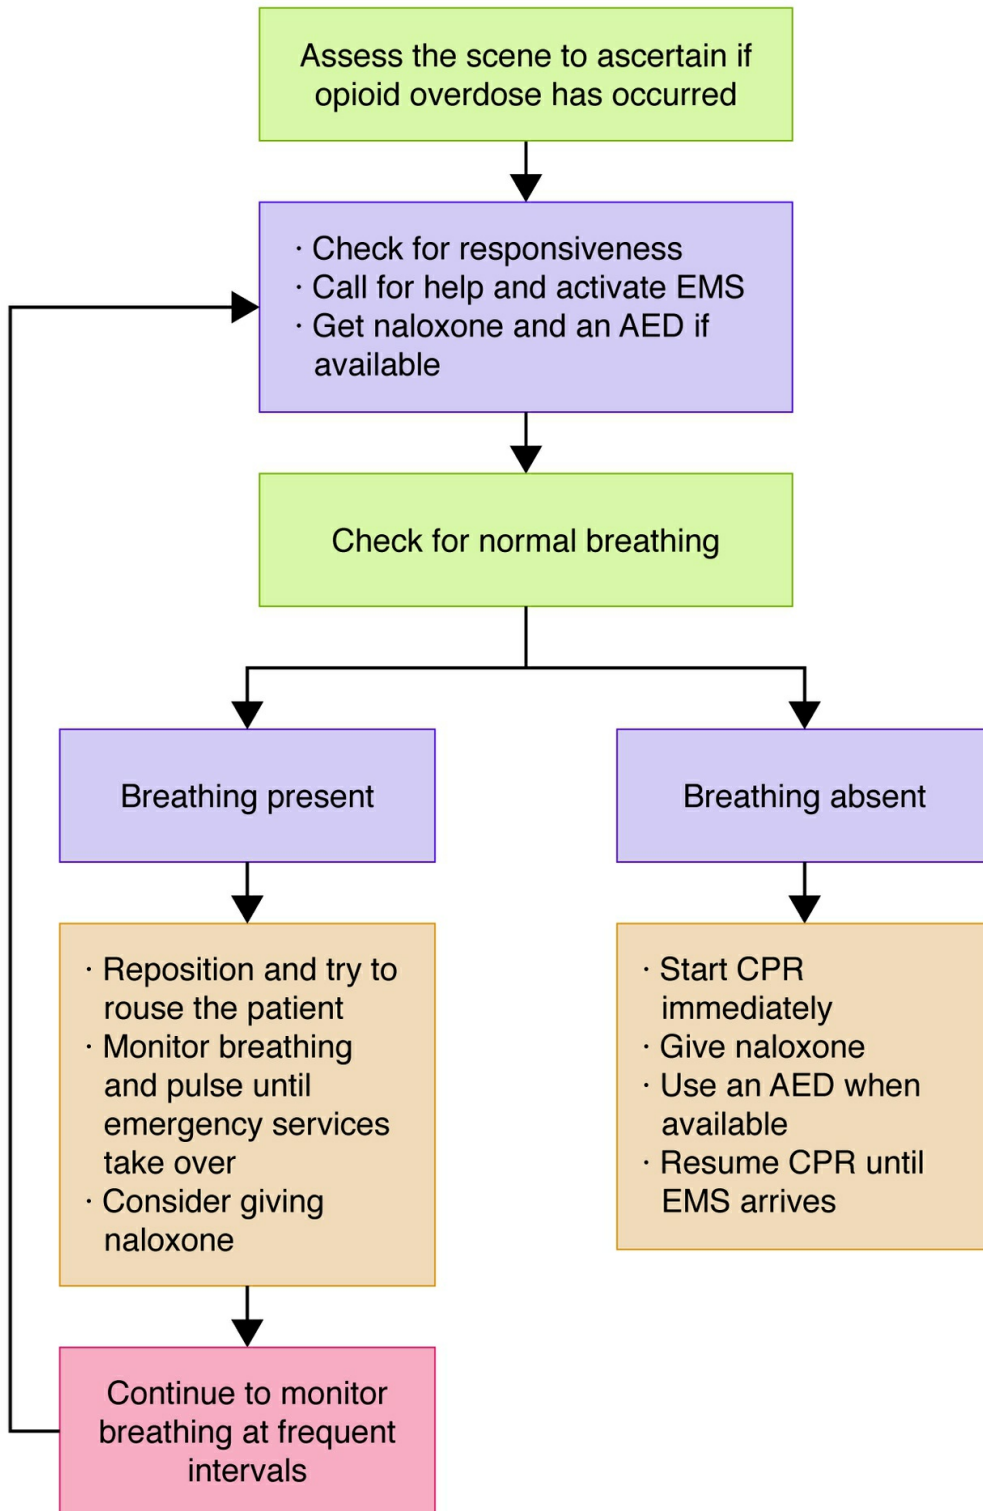 Assess the scene to ascertain if
opioid overdose has occurred
· Check for responsiveness
· Call for help and activate EMS
· Get naloxone and an AED if
available
Check for normal breathing
Breathing present
Breathing absent
· Reposition and try to
rouse the patient
· Monitor breathing
and pulse until
emergency services
take over
· Consider giving
naloxone
· Start CPR
immediately
· Give naloxone
· Use an AED when
available
· Resume CPR until
EMS arrives
Continue to monitor
breathing at frequent
intervals